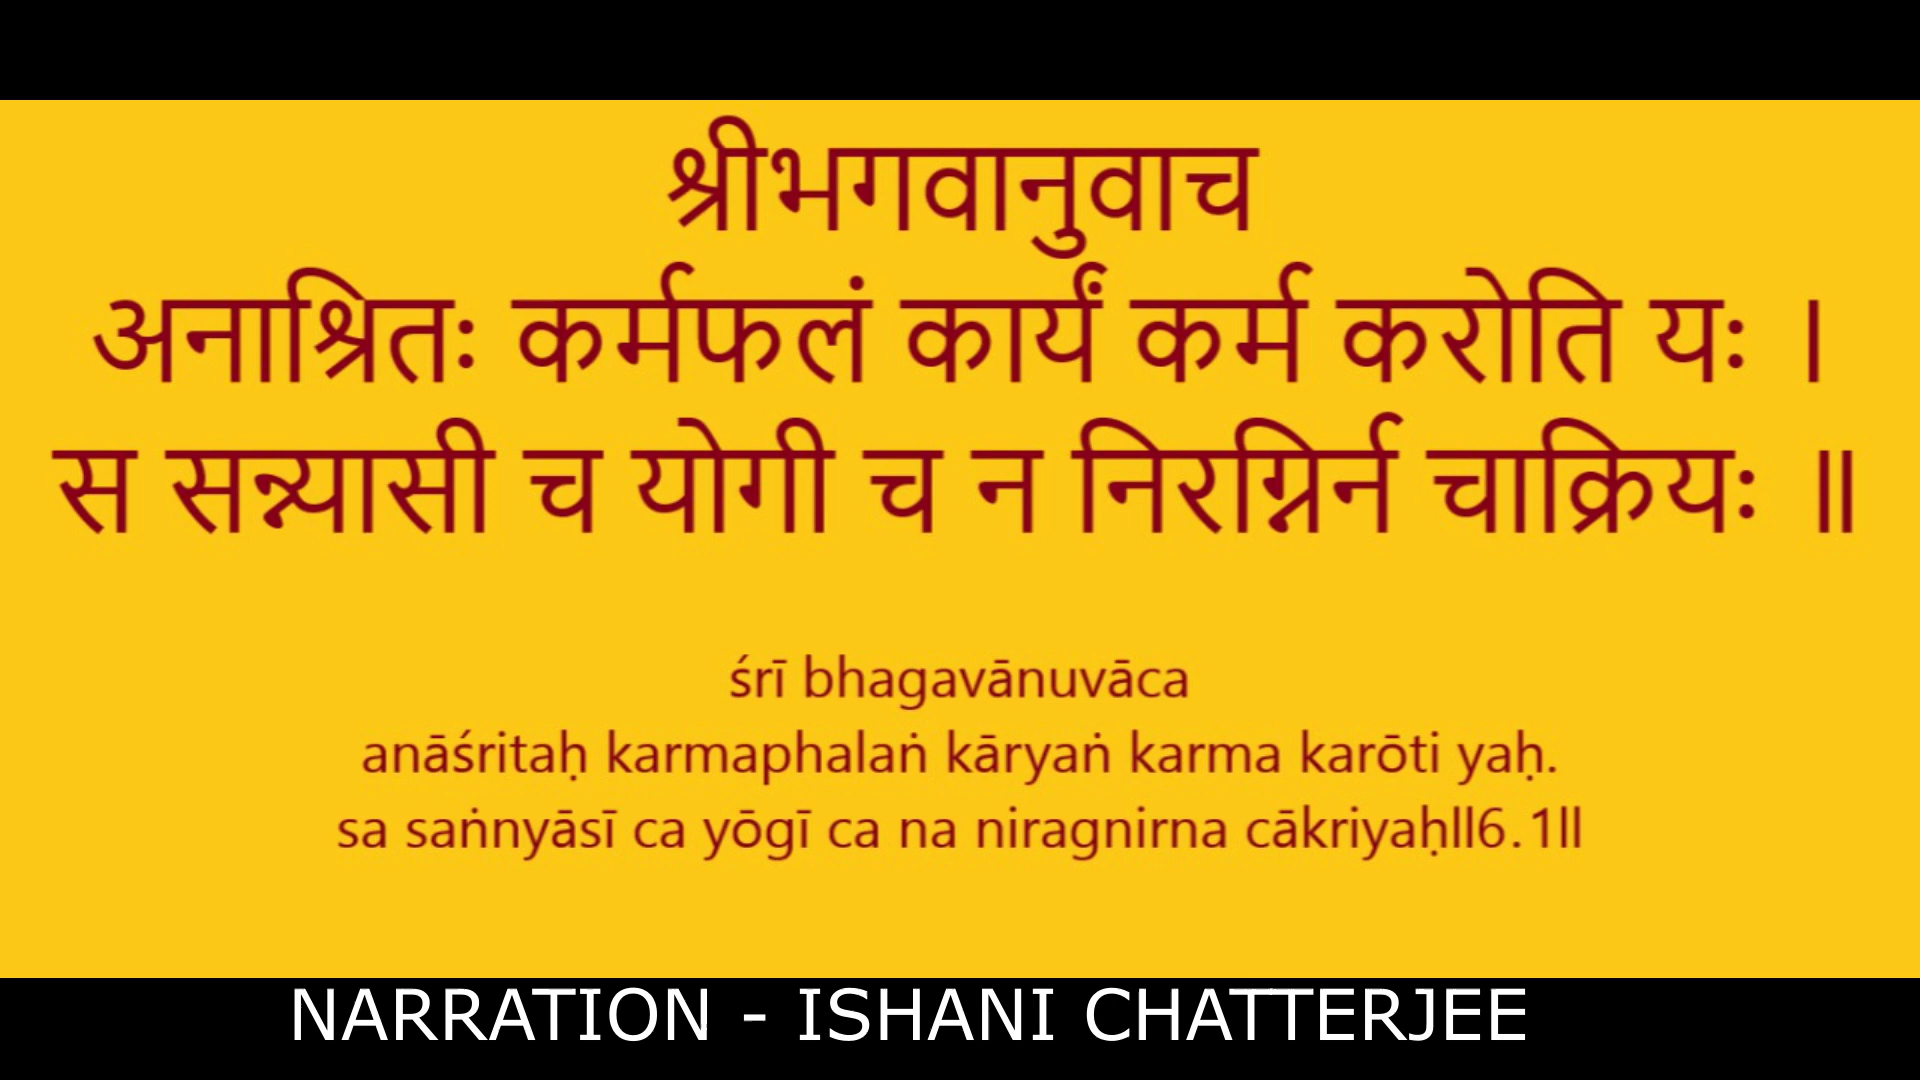 श्रीभगवानुवाच
अनाश्रितः कर्मफलं कार्यं कर्म करोति यः ।
स सन्न्यासी च योगी च न निरग्निर्न चाक्रियः ॥
śrī bhagavānuvāca
anāśritaḥ karmaphalaṅ kāryaṅ karma karōti yaḥ.
sa saṅnyāsī ca yōgī ca na niragnirna cākriyaḥll6.1ll
NARRATION - ISHANI CHATTERJEE